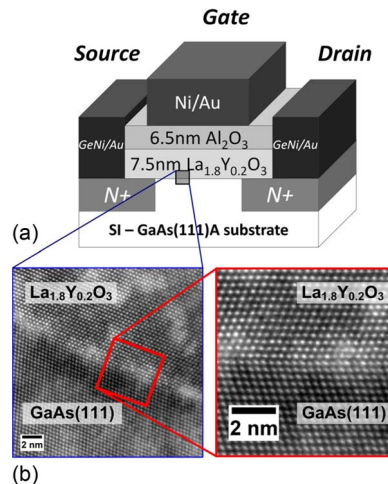 Gate
Source
Drain
Ni/Au
GeNi/Au
GeNi/Au
6.5nm Al₂O₃
7.5nm La₁.₈Y₀.₂O₃
N+
N+
SI – GaAs(111)A substrate
(a)
La₁.₈Y₀.₂O₃
GaAs(111)
2 nm
La₁.₈Y₀.₂O₃
GaAs(111)
2 nm
(b)